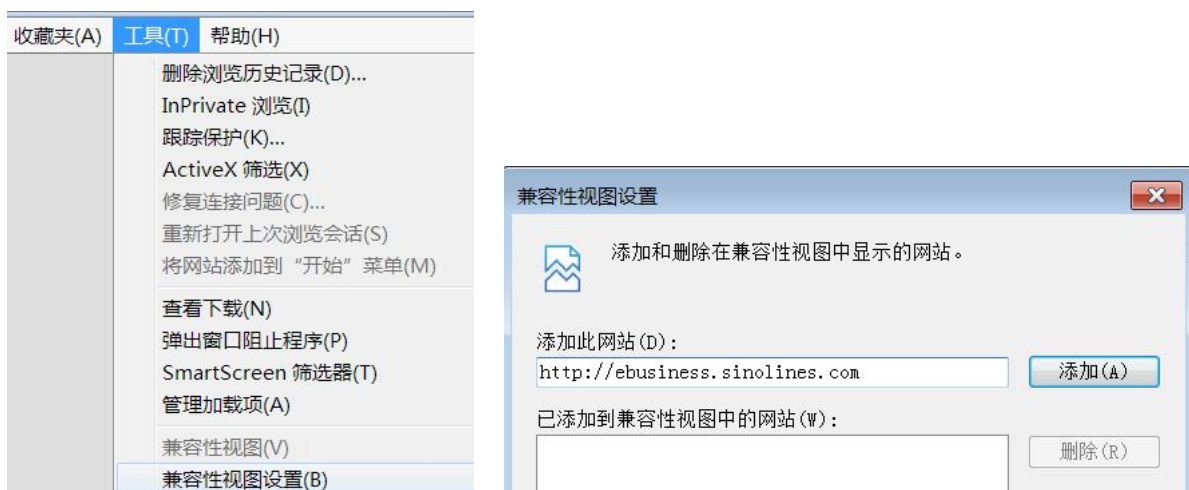 收藏夹(A) 工具(T) 帮助(H)
删除浏览历史记录(D)...
InPrivate 浏览(I)
跟踪保护(K)...
ActiveX 筛选(X)
修复连接问题(C)...
重新打开上次浏览会话(S)
将网站添加到“开始”菜单(M)
查看下载(N)
弹出窗口阻止程序(P)
SmartScreen 筛选器(T)
管理加载项(A)
兼容性视图(V)
兼容性视图设置(B)
兼容性视图设置
添加和删除在兼容性视图中显示的网站。
添加此网站(D):
http://ebusiness.sinolines.com 添加(A)
已添加到兼容性视图中的网站(W):
删除(R)